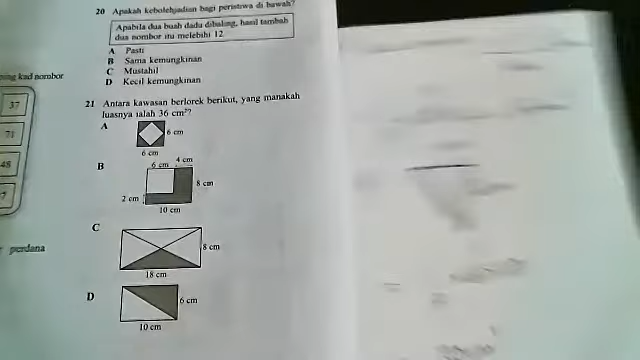 20 Apakah kebolehjadian bagi peristiwa di bawah?
Apabila dua buah dadu dibaling, hasil tambah
dua nombor itu melebihi 12.
A Pasti
B Sama kemungkinan
C Mustahil
D Kecil kemungkinan
kad nombor
37
71
48
7
perdana
21 Antara kawasan berlorek berikut, yang manakah
luasnya ialah 36 cm²?
A
6 cm
6 cm
B
6 cm 4 cm
8 cm
2 cm
10 cm
C
8 cm
18 cm
D
6 cm
10 cm